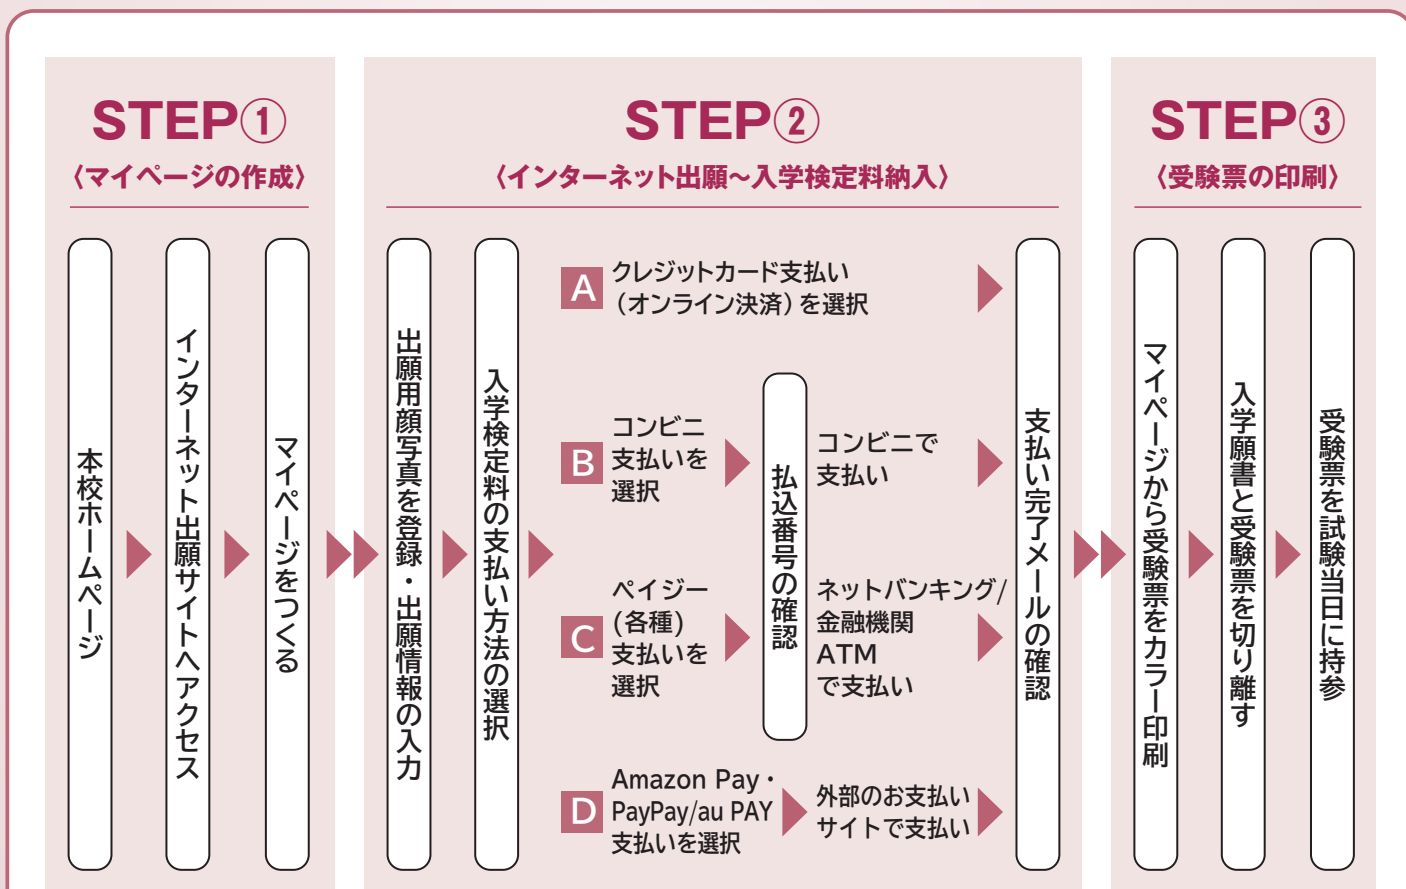 STEP①
〈マイページの作成〉
本校ホームページ
インターネット出願サイトへアクセス
マイページをつくる
STEP②
〈インターネット出願～入学検定料納入〉
出願用顔写真を登録・出願情報の入力
入学検定料の支払い方法の選択
A
クレジットカード支払い
（オンライン決済）を選択
B
コンビニ
支払いを
選択
C
ペイジー
(各種)
支払いを
選択
払込番号の確認
コンビニで
支払い
ネットバンキング/
金融機関
ATM
で支払い
D
Amazon Pay・
PayPay/au PAY
支払いを選択
外部のお支払い
サイトで支払い
支払い完了メールの確認
STEP③
〈受験票の印刷〉
マイページから受験票をカラー印刷
入学願書と受験票を切り離す
受験票を試験当日に持参